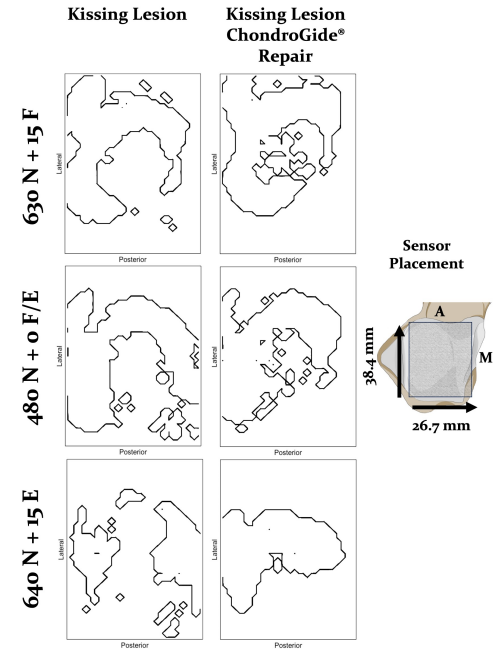 Kissing Lesion
Kissing Lesion
ChondroGide®
Repair
630 N + 15 F
Lateral
Posterior
Lateral
Posterior
480 N + 0 F/E
Lateral
Posterior
Lateral
Posterior
640 N + 15 E
Lateral
Posterior
Lateral
Posterior
Sensor
Placement
A
M
38.4 mm
26.7 mm